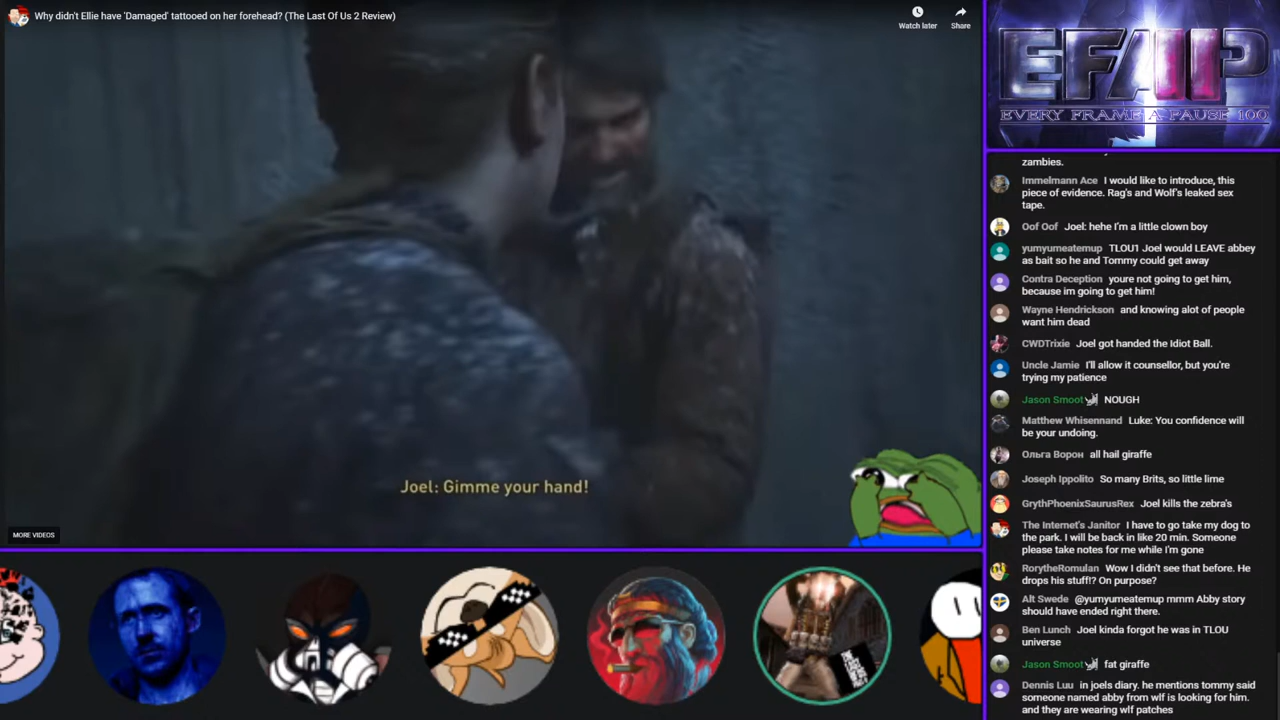 Why didn't Ellie have 'Damaged' tattooed on her forehead? (The Last Of Us 2 Review)
Watch later
Share
Joel: Gimme your hand!
MORE VIDEOS
EFAP
EVERY FRAME A PAUSE 100
zambies.
Immelmann Ace I would like to introduce, this
piece of evidence. Rag's and Wolf's leaked sex
tape.
Oof Oof Joel: hehe I'm a little clown boy
yumyumeatemup TLOU1 Joel would LEAVE abbey
as bait so he and Tommy could get away
Contra Deception youre not going to get him,
because im going to get him!
Wayne Hendrickson and knowing alot of people
want him dead
CWDTrixie Joel got handed the Idiot Ball.
Uncle Jamie I'll allow it counsellor, but you're
trying my patience
Jason Smoot NOUGH
Matthew Whisennand Luke: You confidence will
be your undoing.
Ольга Ворон all hail giraffe
Joseph Ippolito So many Brits, so little lime
GrythPhoenixSaurusRex Joel kills the zebra's
The Internet's Janitor I have to go take my dog to
the park. I will be back in like 20 min. Someone
please take notes for me while I'm gone
RorytheRomulan Wow I didn't see that before. He
drops his stuff!? On purpose?
Alt Swede @yumyumeatemup mmm Abby story
should have ended right there.
Ben Lunch Joel kinda forgot he was in TLOU
universe
Jason Smoot fat giraffe
Dennis Luu in joels diary. he mentions tommy said
someone named abby from wlf is looking for him.
and they are wearing wlf patches